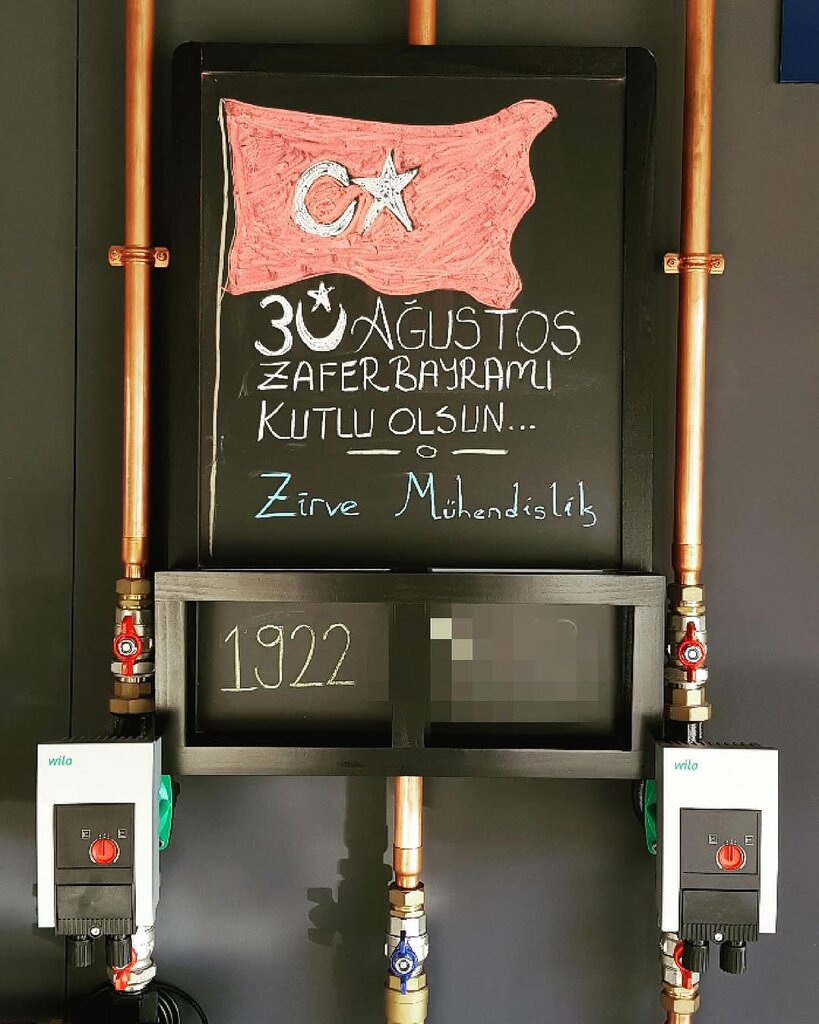 30 AĞUSTOS
ZAFER BAYRAMI
KUTLU OLSUN...
Zirve Mühendislik
1922
wilo
wilo